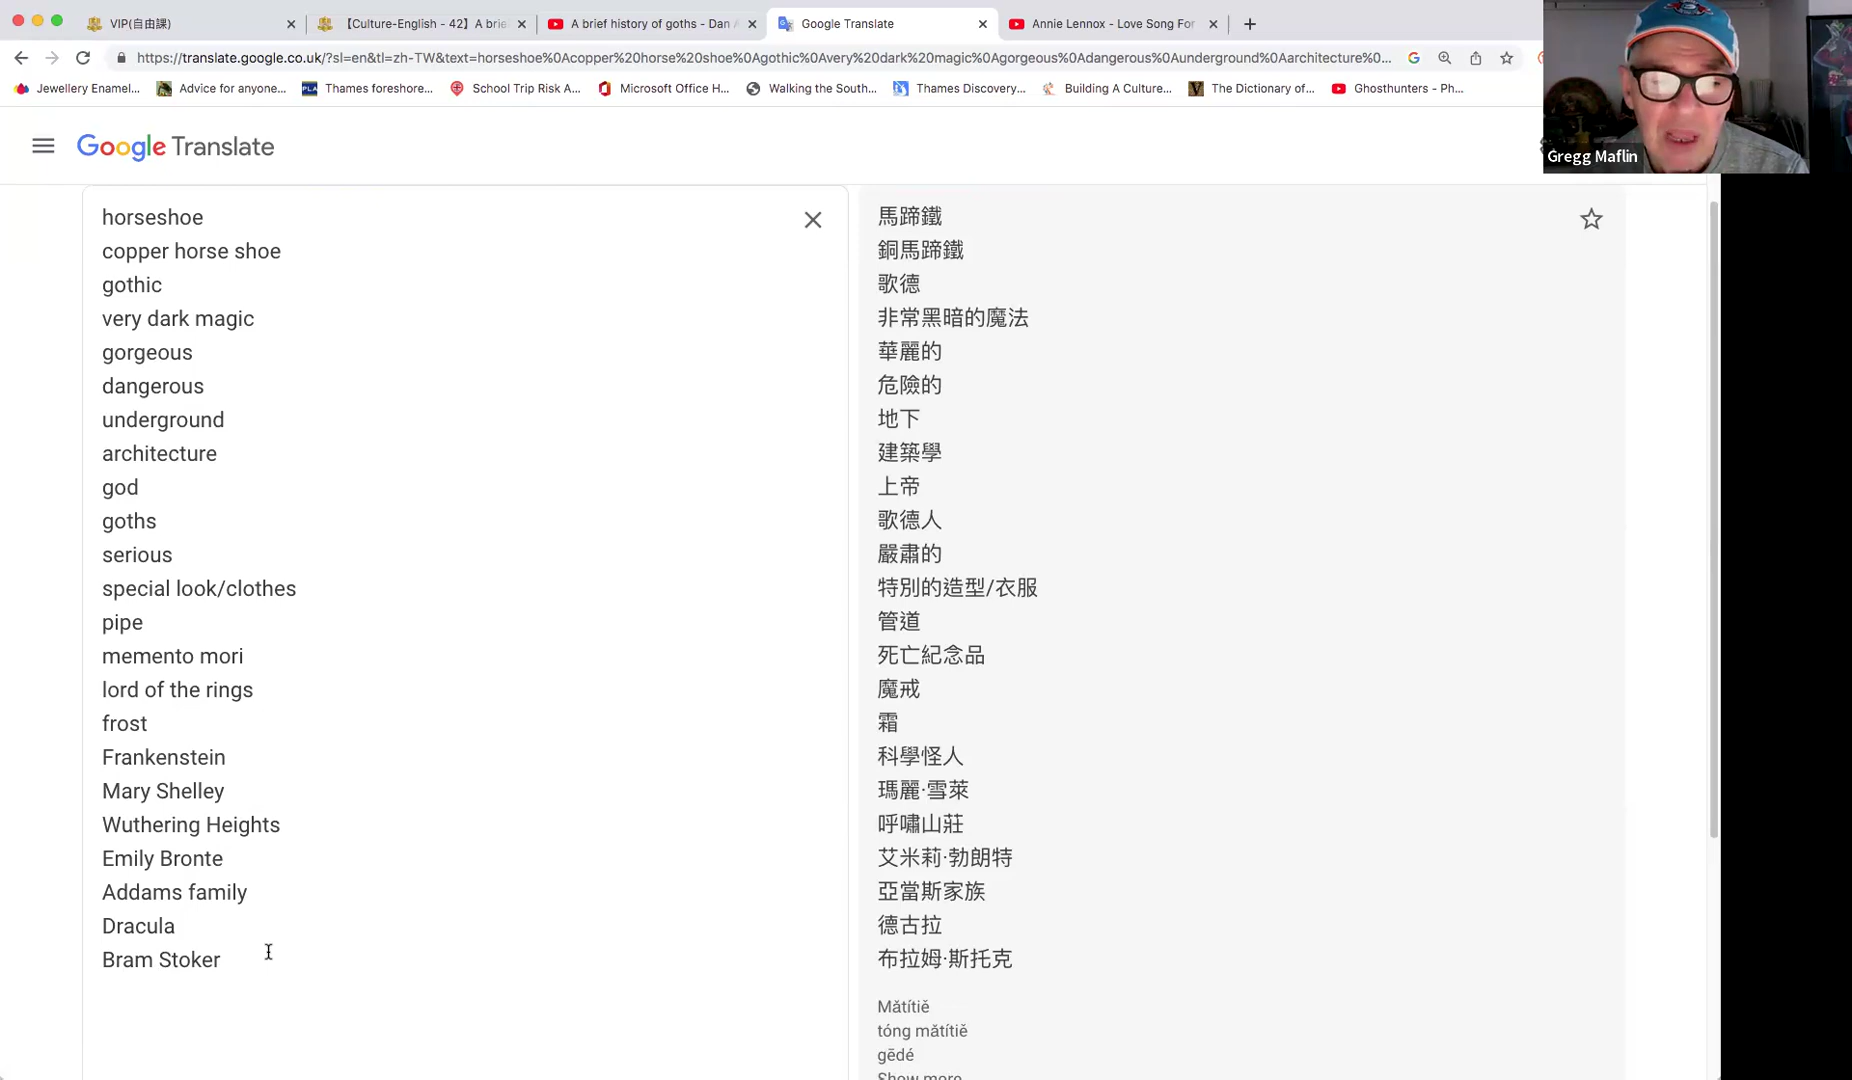 VIP(自由課)
【Culture-English - 42】A brie
A brief history of goths - Dan A
Google Translate
Annie Lennox - Love Song For
https://translate.google.co.uk/?sl=en&tl=zh-TW&text=horseshoe%0Acopper%20horse%20shoe%0Agothic%0Avery%20dark%20magic%0Agorgeous%0Adangerous%0Aunderground%0Aarchitecture%0...
Jewellery Enamel...
Advice for anyone...
PLA
Thames foreshore...
School Trip Risk A...
Microsoft Office H...
Walking the South...
Thames Discovery...
Building A Culture...
The Dictionary of...
Ghosthunters - Ph...
Google Translate
Gregg Maflin
horseshoe
copper horse shoe
gothic
very dark magic
gorgeous
dangerous
underground
architecture
god
goths
serious
special look/clothes
pipe
memento mori
lord of the rings
frost
Frankenstein
Mary Shelley
Wuthering Heights
Emily Bronte
Addams family
Dracula
Bram Stoker
馬蹄鐵
銅馬蹄鐵
歌德
非常黑暗的魔法
華麗的
危險的
地下
建築學
上帝
歌德人
嚴肅的
特別的造型/衣服
管道
死亡紀念品
魔戒
霜
科學怪人
瑪麗·雪萊
呼嘯山莊
艾米莉·勃朗特
亞當斯家族
德古拉
布拉姆·斯托克
Mǎtítiě
tóng mǎtítiě
gēdé
Show more